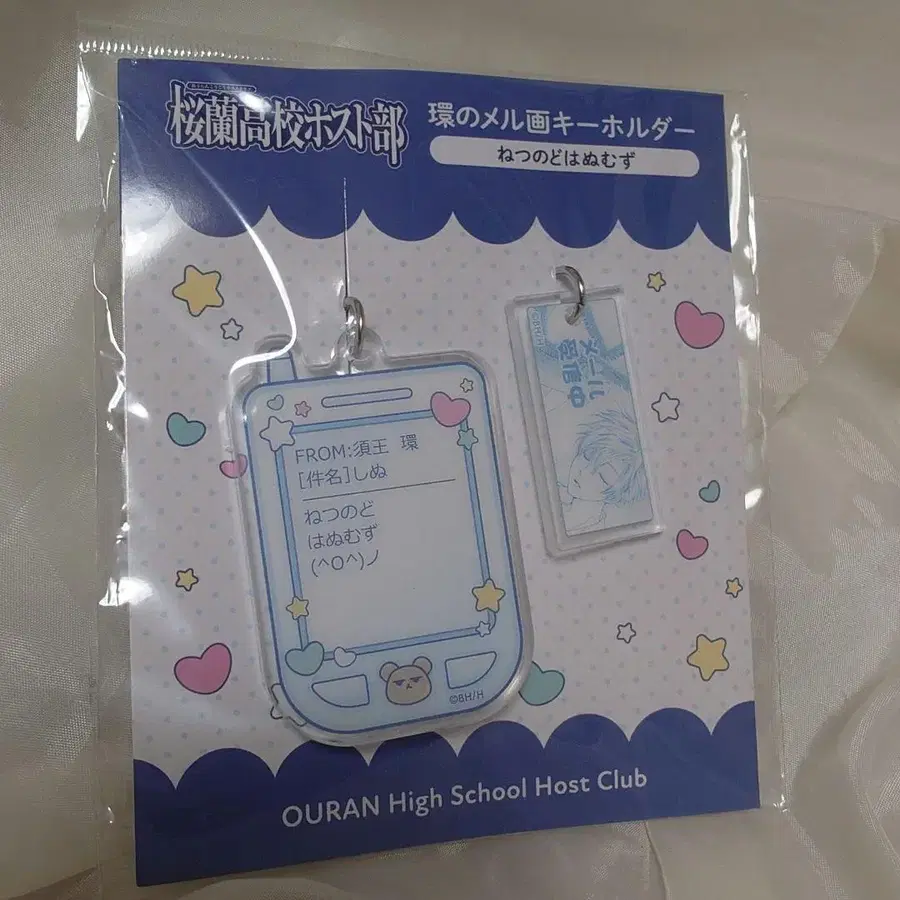 桜蘭高校ホスト部
環のメル画キーホルダー
ねつのどはぬむず
FROM:須王 環
[件名]しぬ
ねつのど
はぬむず
(^O^)ノ
©BH/H
©BH/H
メール
受信中
OURAN High School Host Club